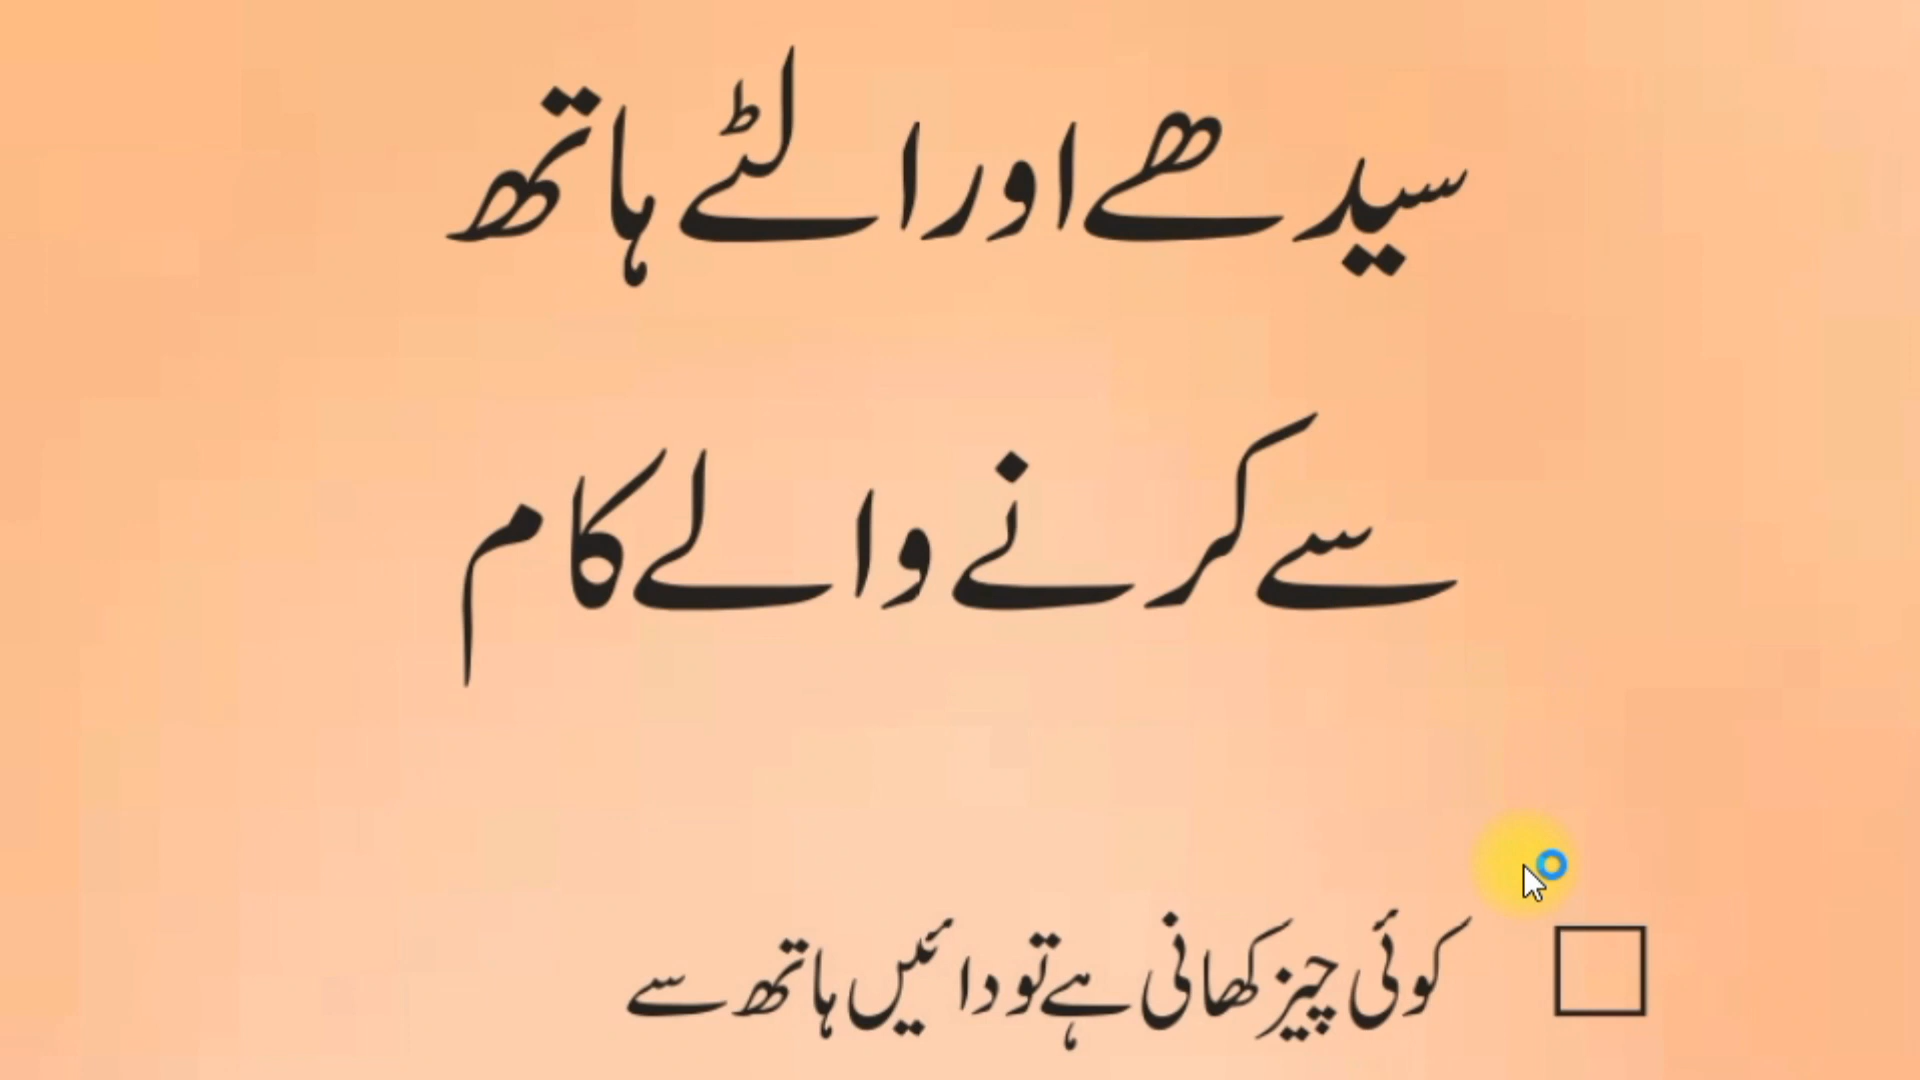 سیدھے اور الٹے ہاتھ
سے کرنے والے کام
کوئی چیز کھانی ہے تو دائیں ہاتھ سے